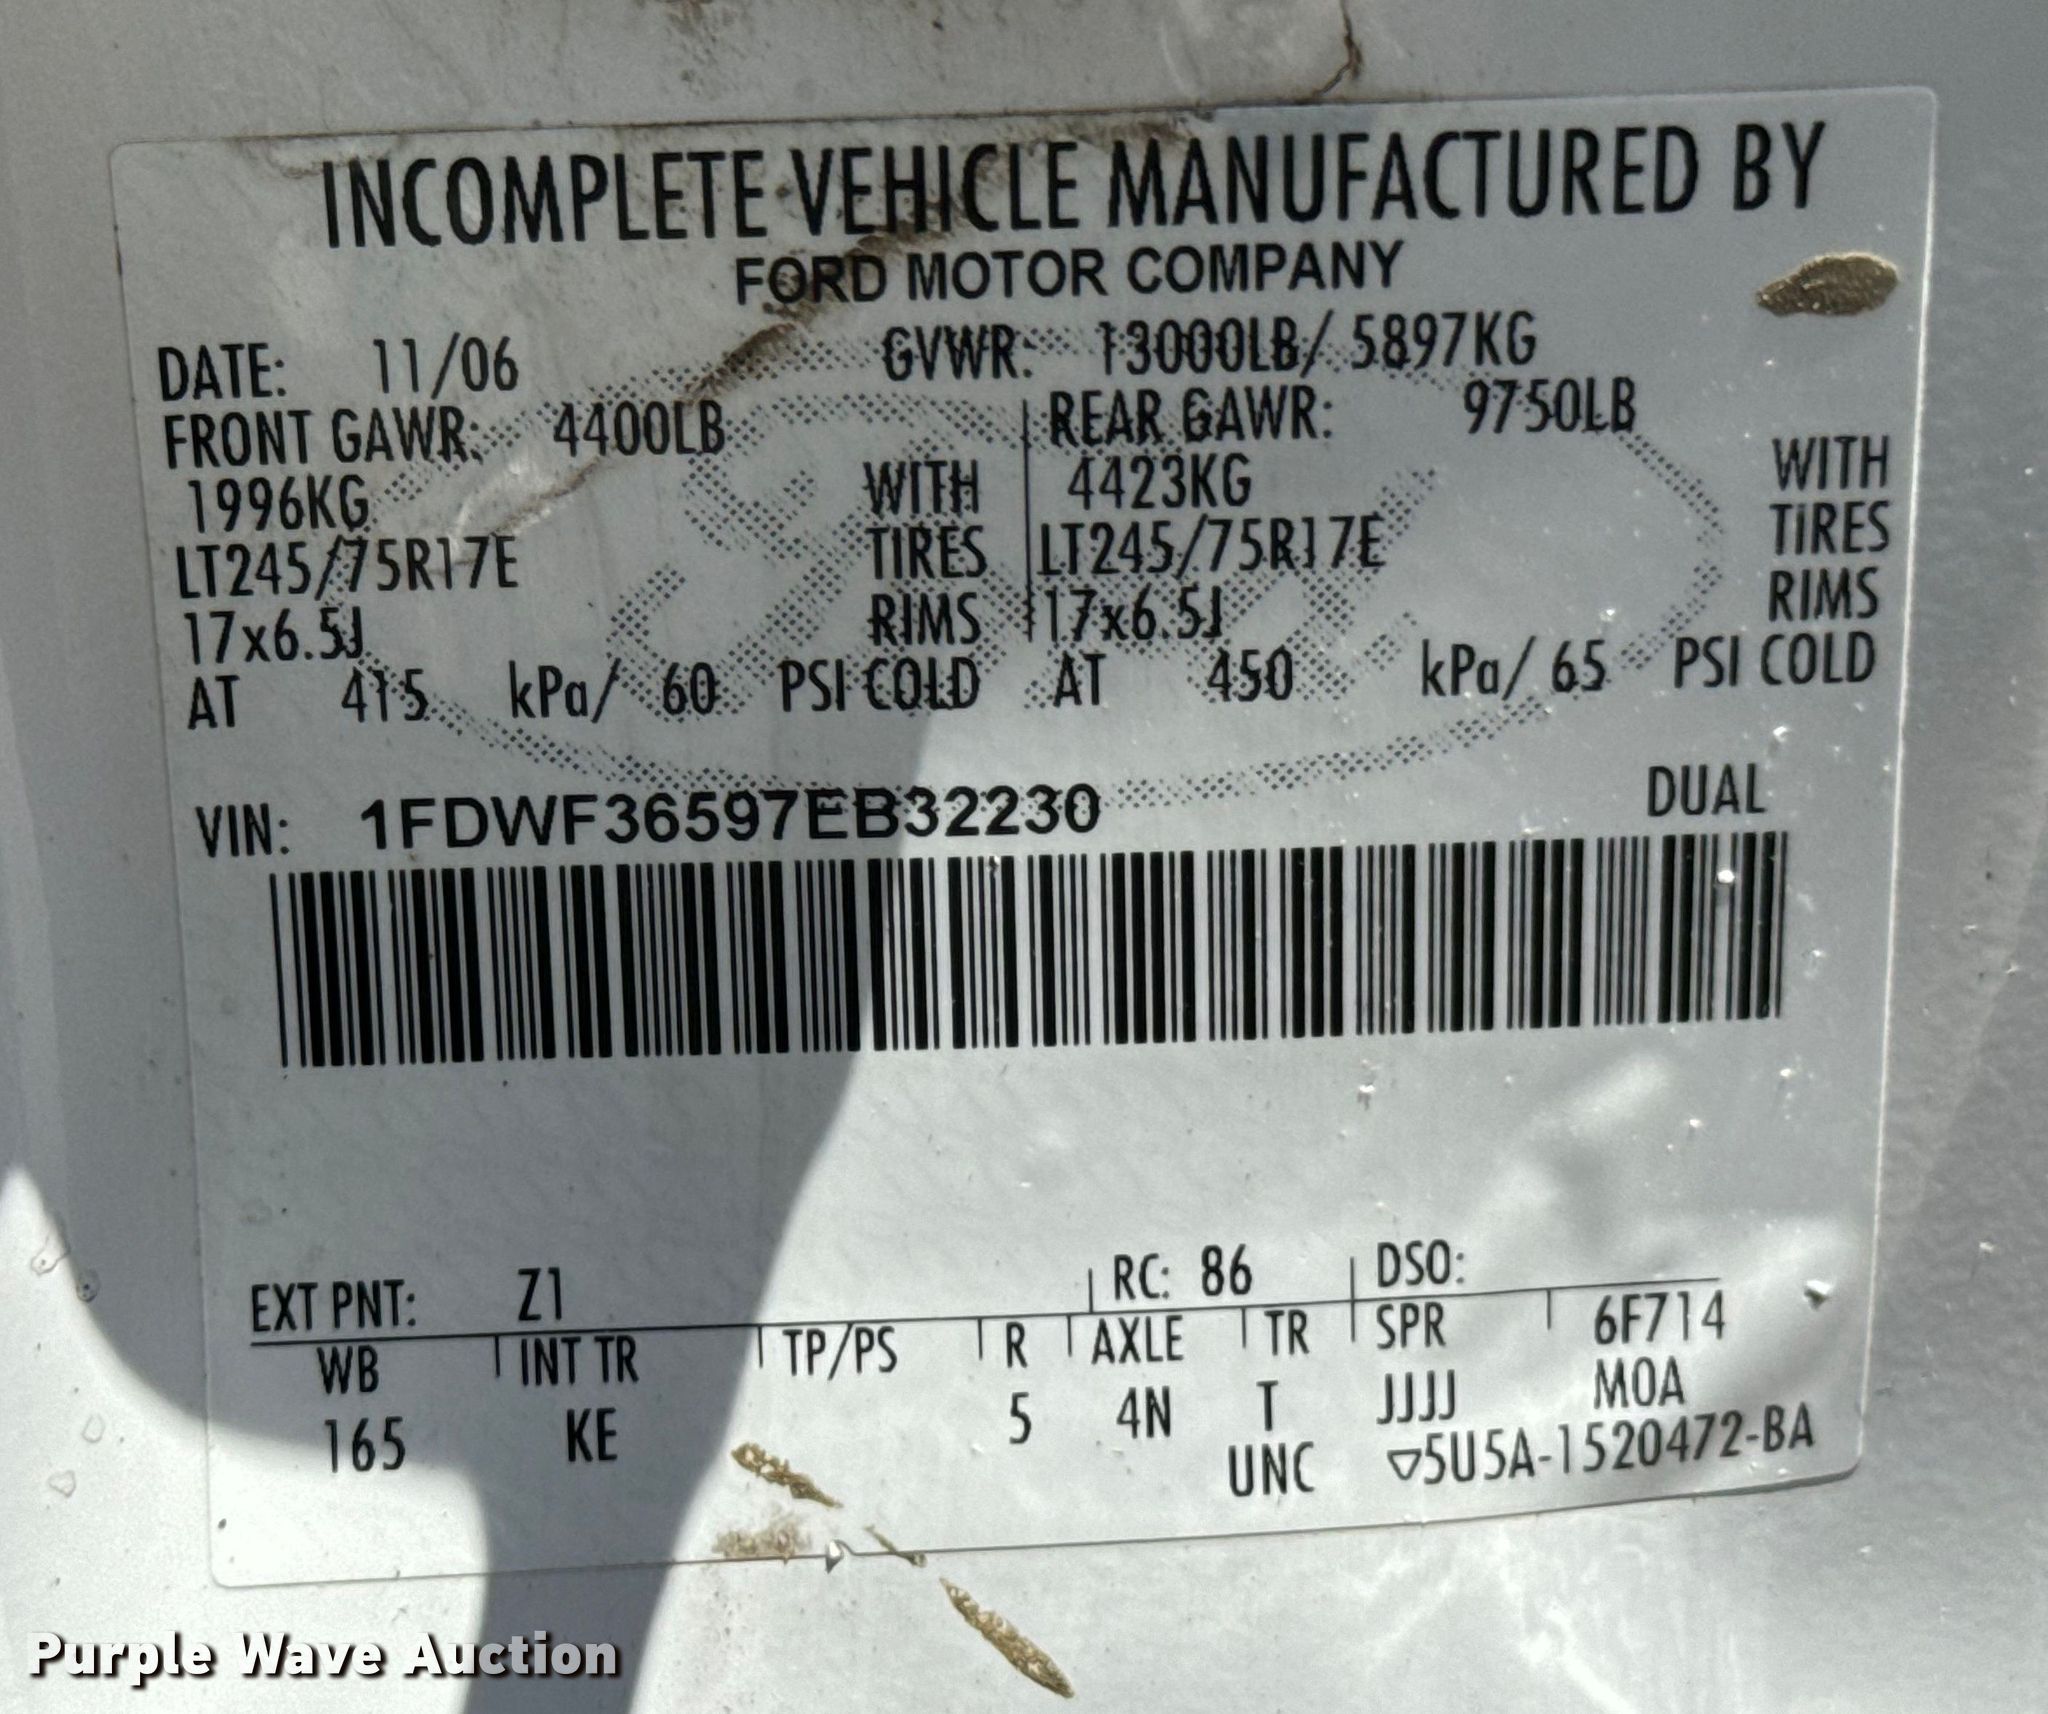 INCOMPLETE VEHICLE MANUFACTURED BY
FORD MOTOR COMPANY
DATE: 11/06 GVWR: 13000LB/ 5897KG
FRONT GAWR: 4400LB REAR GAWR: 9750LB
1996KG WITH 4423KG WITH
LT245/75R17E TIRES LT245/75R17E TIRES
17x6.5J RIMS 17x6.5J RIMS
AT 415 kPa/ 60 PSI COLD AT 450 kPa/ 65 PSI COLD
VIN: 1FDWF36597EB32230 DUAL
EXT PNT: Z1 RC: 86 DSO:
WB INT TR TP/PS R AXLE TR SPR 6F714
165 KE 5 4N T JJJJ MOA
UNC ▽5U5A-1520472-BA
Purple Wave Auction